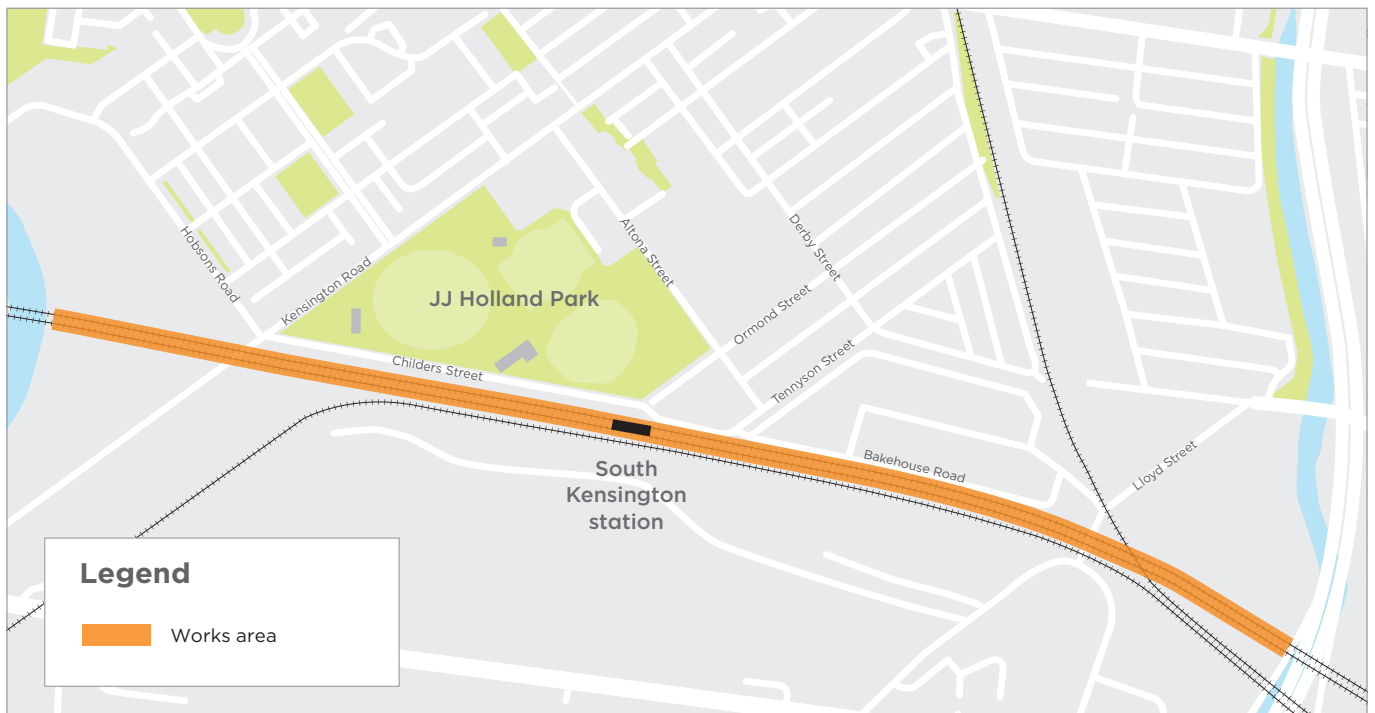 Hobsons Road
Kensington Road
JJ Holland Park
Altona Street
Derby Street
Ormond Street
Tennyson Street
Childers Street
South
Kensington
station
Bakehouse Road
Lloyd Street
Legend
Works area